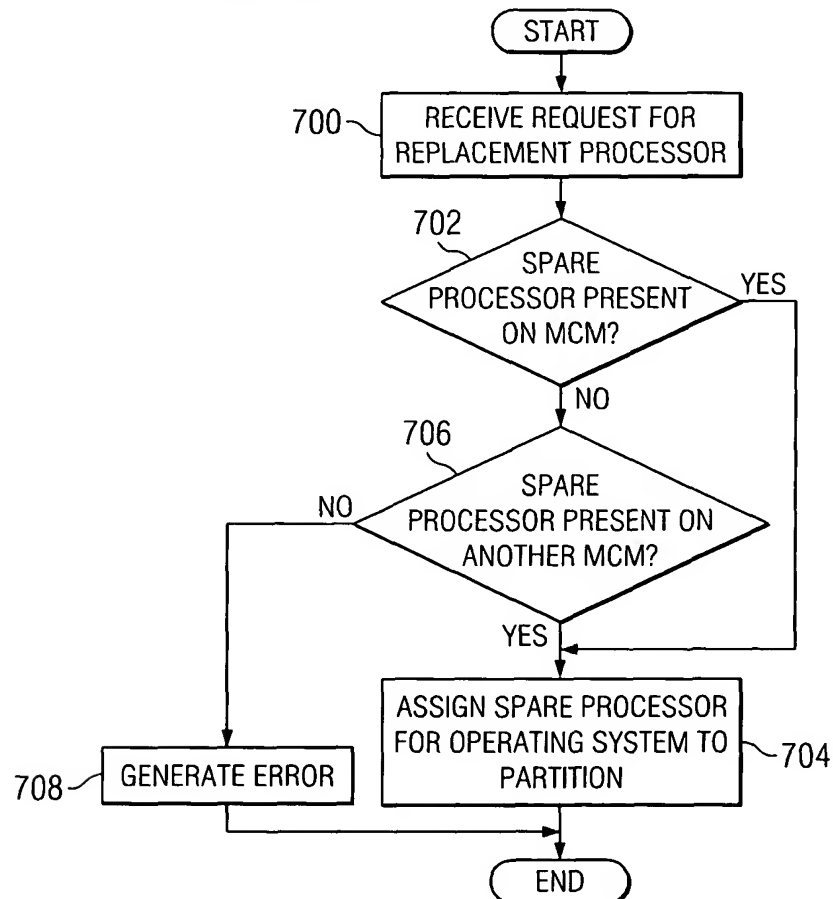 START
700
RECEIVE REQUEST FOR
REPLACEMENT PROCESSOR
702
SPARE
PROCESSOR PRESENT
ON MCM?
YES
NO
706
SPARE
PROCESSOR PRESENT ON
ANOTHER MCM?
NO
YES
ASSIGN SPARE PROCESSOR
FOR OPERATING SYSTEM TO
PARTITION
704
708
GENERATE ERROR
END